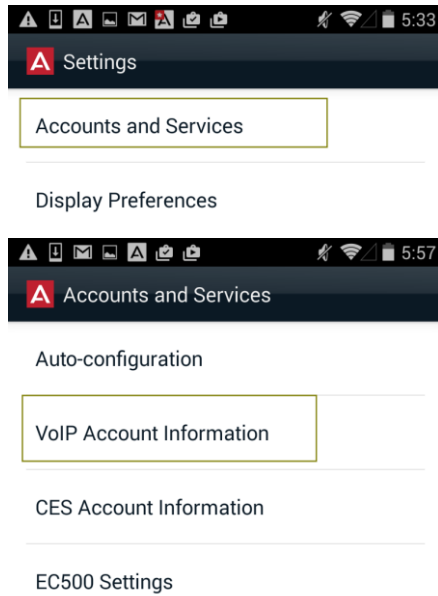 5:33
Settings
Accounts and Services
Display Preferences
5:57
Accounts and Services
Auto-configuration
VoIP Account Information
CES Account Information
EC500 Settings